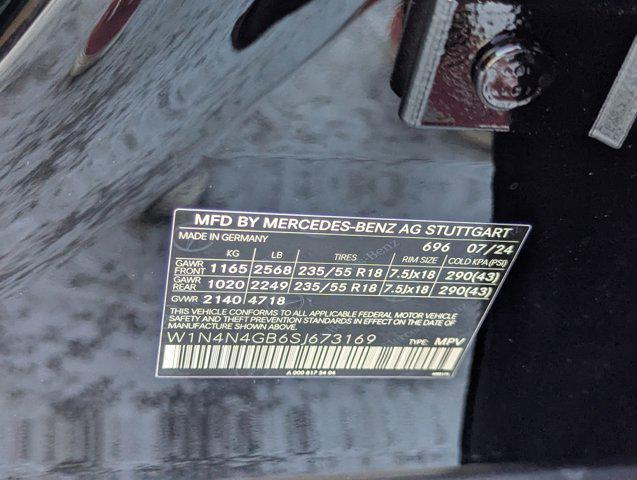 MFD BY MERCEDES-BENZ AG STUTTGART
MADE IN GERMANY 696 07/24
KG LB TIRES RIM SIZE COLD KPA (PSI)
GAWR FRONT 1165 2568 235/55 R18 7.5Jx18 290(43)
GAWR REAR 1020 2249 235/55 R18 7.5Jx18 290(43)
GVWR 2140 4718
THIS VEHICLE CONFORMS TO ALL APPLICABLE FEDERAL MOTOR VEHICLE
SAFETY AND THEFT PREVENTION STANDARDS IN EFFECT ON THE DATE OF
MANUFACTURE SHOWN ABOVE.
W1N4N4GB6SJ673169 TYPE: MPV
A 000 817 34 04